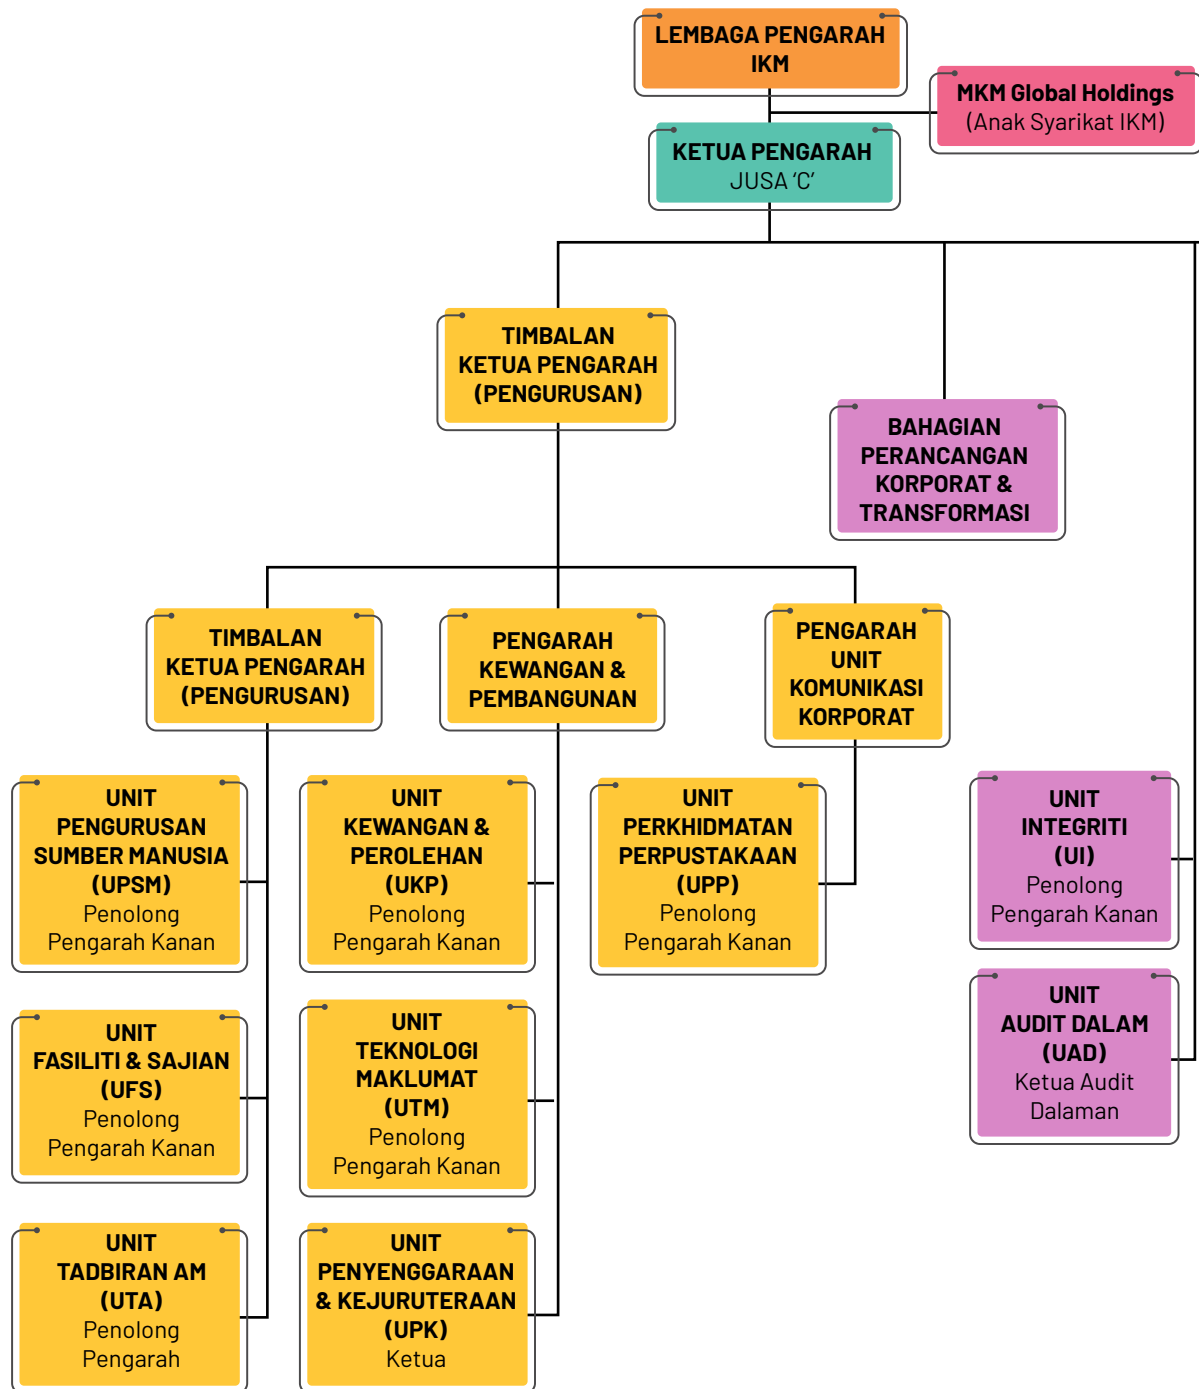 LEMBAGA PENGARAH
IKM
MKM Global Holdings
(Anak Syarikat IKM)
KETUA PENGARAH
JUSA ‘C’
TIMBALAN
KETUA PENGARAH
(PENGURUSAN)
BAHAGIAN
PERANCANGAN
KORPORAT &
TRANSFORMASI
TIMBALAN
KETUA PENGARAH
(PENGURUSAN)
PENGARAH
KEWANGAN &
PEMBANGUNAN
PENGARAH
UNIT
KOMUNIKASI
KORPORAT
UNIT
PENGURUSAN
SUMBER MANUSIA
(UPSM)
Penolong
Pengarah Kanan
UNIT
KEWANGAN &
PEROLEHAN
(UKP)
Penolong
Pengarah Kanan
UNIT
PERKHIDMATAN
PERPUSTAKAAN
(UPP)
Penolong
Pengarah Kanan
UNIT
INTEGRITI
(UI)
Penolong
Pengarah Kanan
UNIT
FASILITI & SAJIAN
(UFS)
Penolong
Pengarah Kanan
UNIT
TEKNOLOGI
MAKLUMAT
(UTM)
Penolong
Pengarah Kanan
UNIT
AUDIT DALAM
(UAD)
Ketua Audit
Dalaman
UNIT
TADBIRAN AM
(UTA)
Penolong
Pengarah
UNIT
PENYENGGARAAN
& KEJURUTERAAN
(UPK)
Ketua